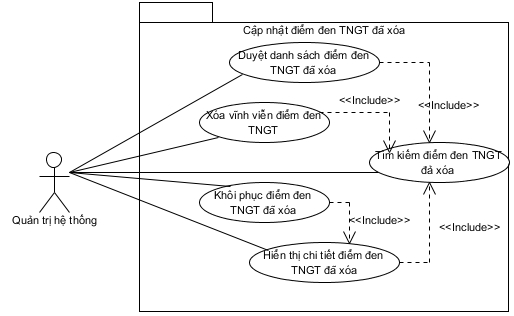 Cập nhật điểm đen TNGT đã xóa
Duyệt danh sách điểm đen
TNGT đã xóa
<<Include>>
<<Include>>
Xóa vĩnh viễn điểm đen
TNGT
Tìm kiếm điểm đen TNGT
đã xóa
Quản trị hệ thống
Khôi phục điểm đen
TNGT đã xóa
<<Include>>
<<Include>>
Hiển thị chi tiết điểm đen
TNGT đã xóa